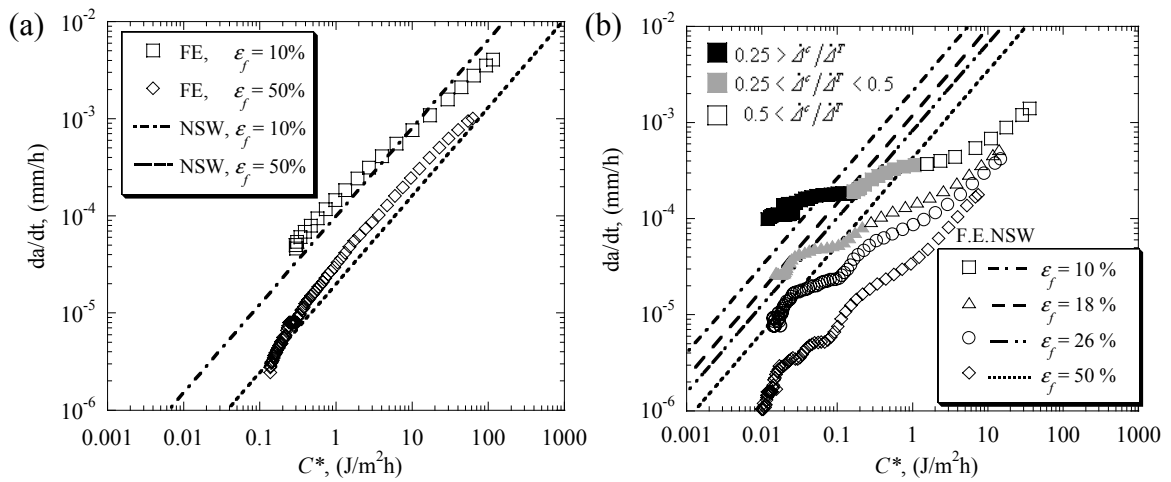 (a)
10⁻²
10⁻³
10⁻⁴
10⁻⁵
10⁻⁶
da/dt, (mm/h)
FE, ε_f = 10%
FE, ε_f = 50%
NSW, ε_f = 10%
NSW, ε_f = 50%
0.001 0.01 0.1 1 10 100 1000
C*, (J/m²h)
(b)
10⁻²
10⁻³
10⁻⁴
10⁻⁵
10⁻⁶
da/dt, (mm/h)
0.25 > Δ̇ᶜ/Δ̇ᵀ
0.25 < Δ̇ᶜ/Δ̇ᵀ < 0.5
0.5 < Δ̇ᶜ/Δ̇ᵀ
F.E.NSW
ε_f = 10 %
ε_f = 18 %
ε_f = 26 %
ε_f = 50 %
0.001 0.01 0.1 1 10 100 1000
C*, (J/m²h)